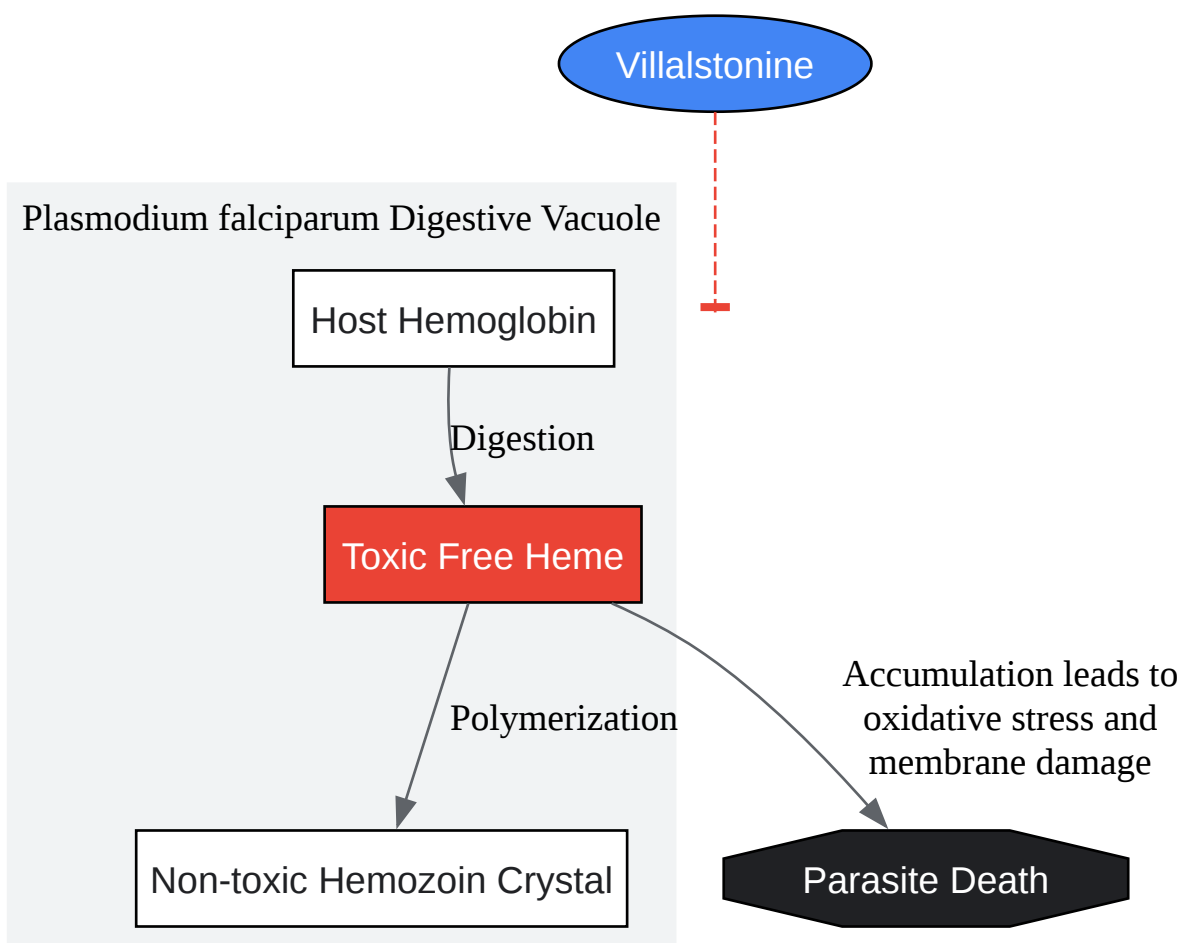 Villalstonine
Plasmodium falciparum Digestive Vacuole
Host Hemoglobin
Digestion
Toxic Free Heme
Polymerization
Accumulation leads to
oxidative stress and
membrane damage
Non-toxic Hemozoin Crystal
Parasite Death